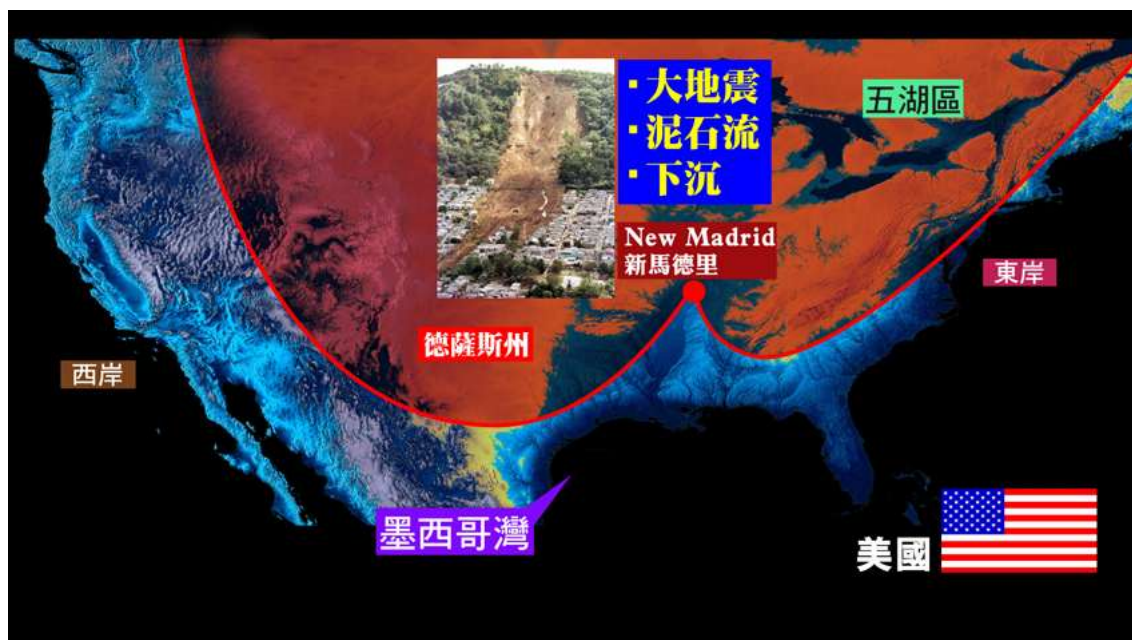 ▪大地震
▪泥石流
▪下沉
五湖區
New Madrid
新馬德里
東岸
德薩斯州
西岸
墨西哥灣
美國